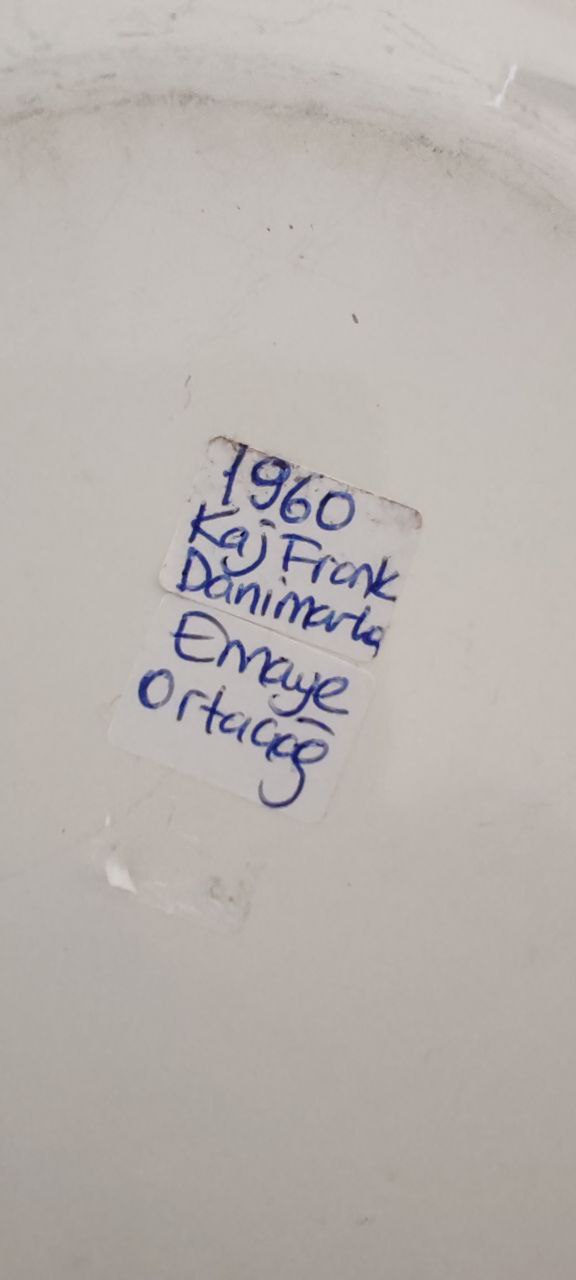 1960
Kaj Frank
Danimarka
Emaye
Ortaçağ